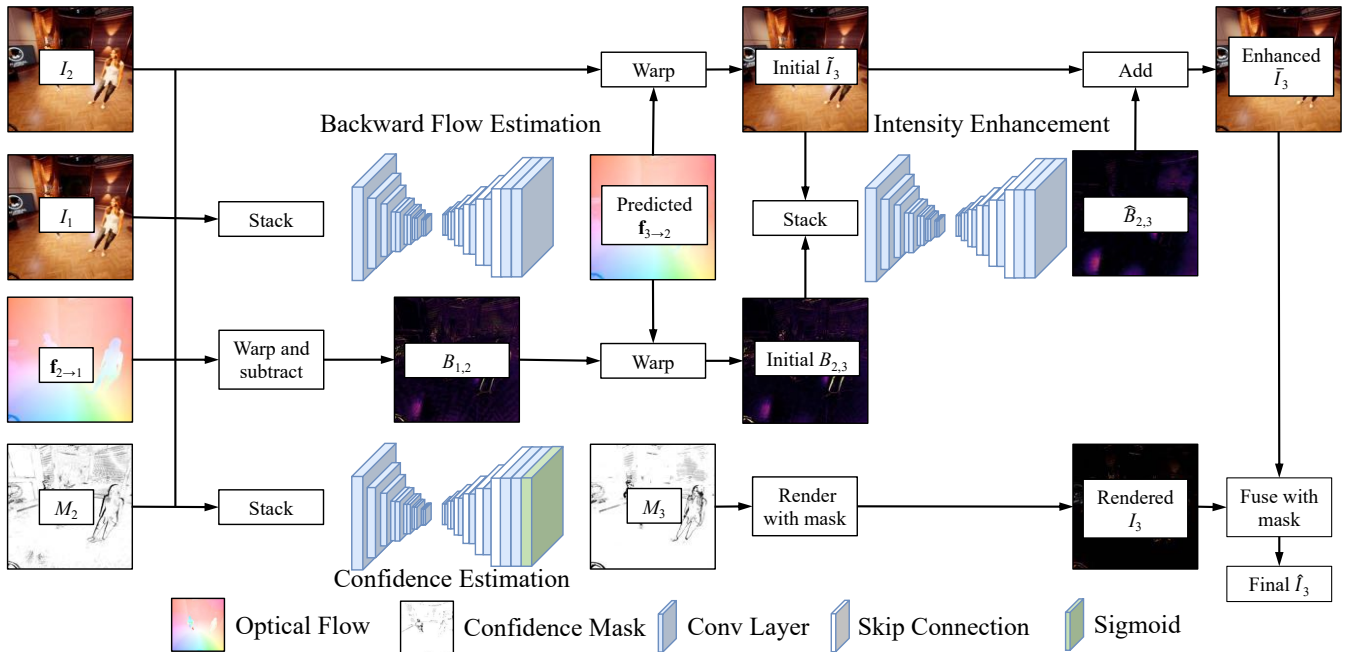 I₂
Warp
Initial Ĩ₃
Add
Enhanced
Ī₃
Backward Flow Estimation
Intensity Enhancement
I₁
Stack
Predicted
f₃→₂
Stack
B̂₂,₃
f₂→₁
Warp and
subtract
B₁,₂
Warp
Initial B₂,₃
M₂
Stack
M₃
Render
with mask
Rendered
I₃
Fuse with
mask
Confidence Estimation
Final Î₃
Optical Flow
Confidence Mask
Conv Layer
Skip Connection
Sigmoid